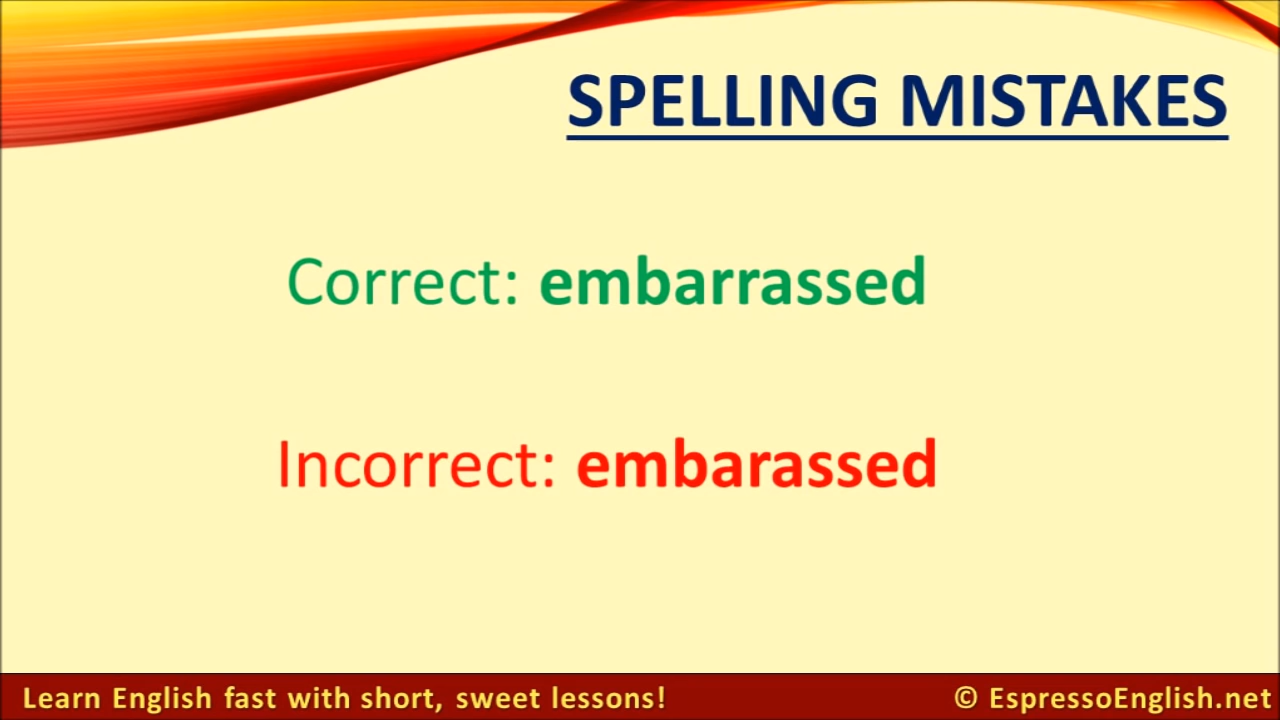 SPELLING MISTAKES
Correct: embarrassed
Incorrect: embarassed
Learn English fast with short, sweet lessons!
© EspressoEnglish.net